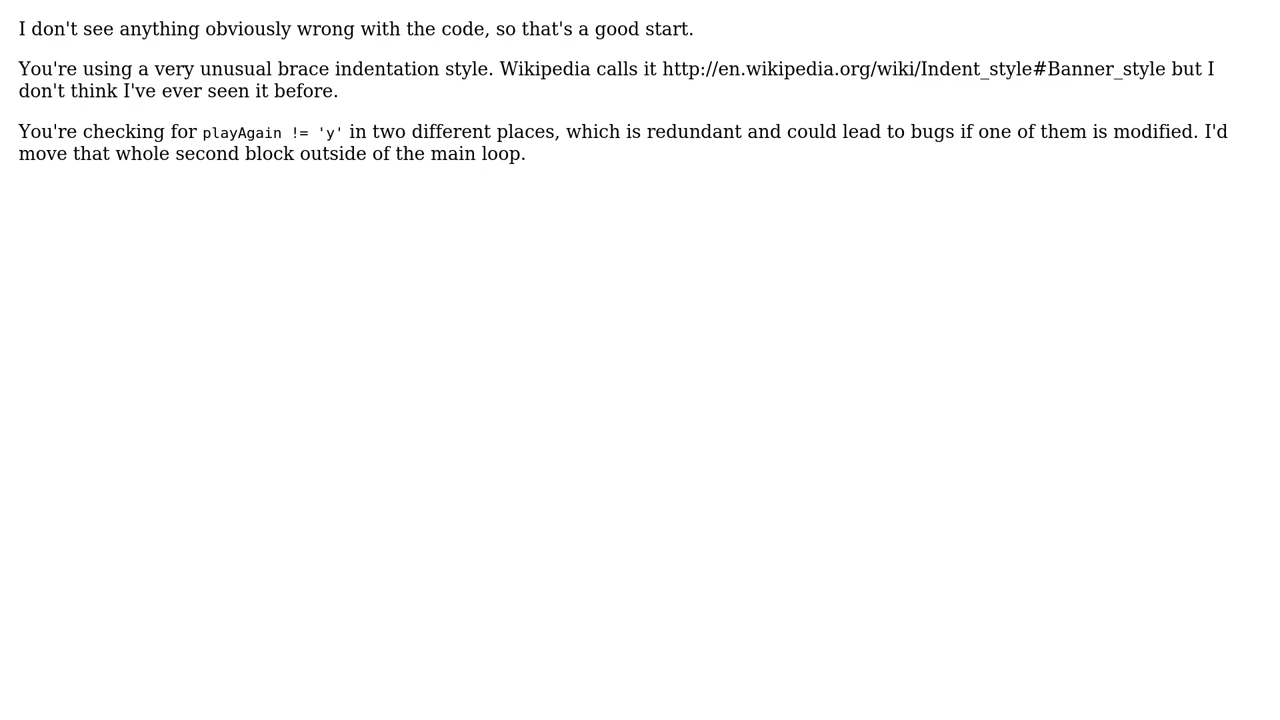 I don't see anything obviously wrong with the code, so that's a good start.
You're using a very unusual brace indentation style. Wikipedia calls it http://en.wikipedia.org/wiki/Indent_style#Banner_style but I
don't think I've ever seen it before.
You're checking for playAgain != 'y' in two different places, which is redundant and could lead to bugs if one of them is modified. I'd
move that whole second block outside of the main loop.